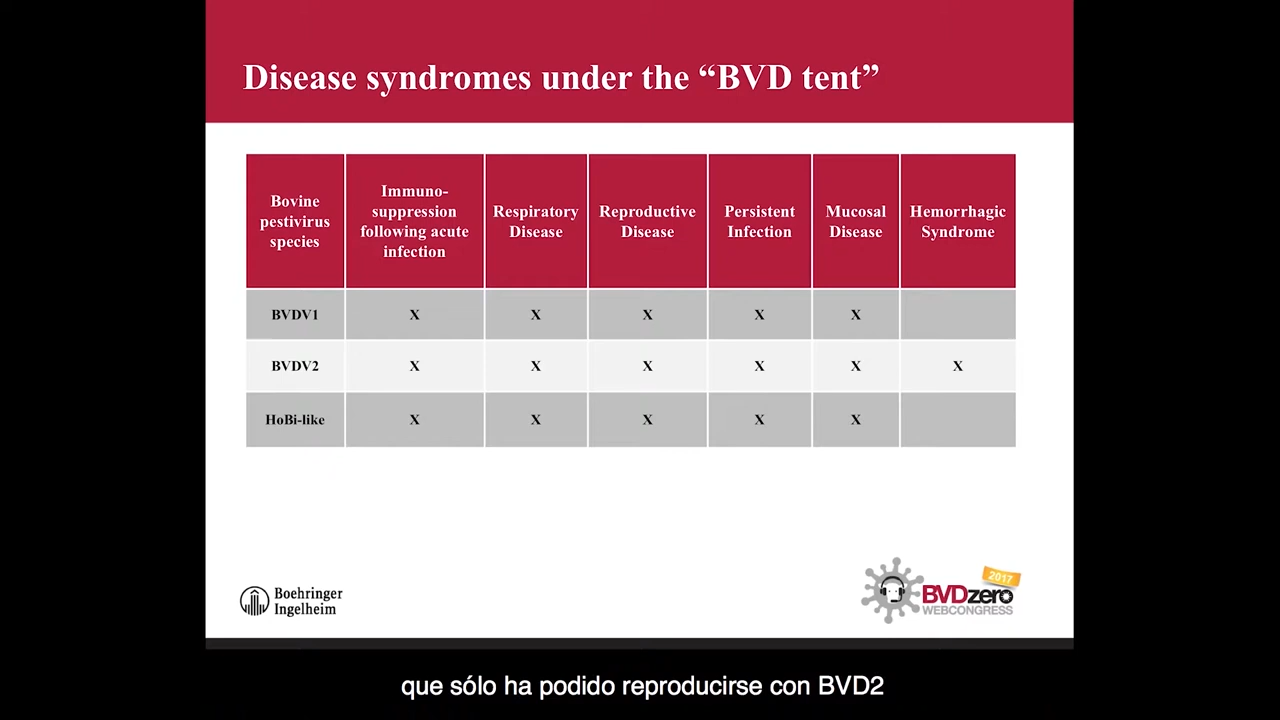 Disease syndromes under the “BVD tent”
Bovine
pestivirus
species
Immuno-
suppression
following acute
infection
Respiratory
Disease
Reproductive
Disease
Persistent
Infection
Mucosal
Disease
Hemorrhagic
Syndrome
BVDV1 X X X X X
BVDV2 X X X X X X
HoBi-like X X X X X
Boehringer
Ingelheim
2017
BVDzero
WEBCONGRESS
que sólo ha podido reproducirse con BVD2